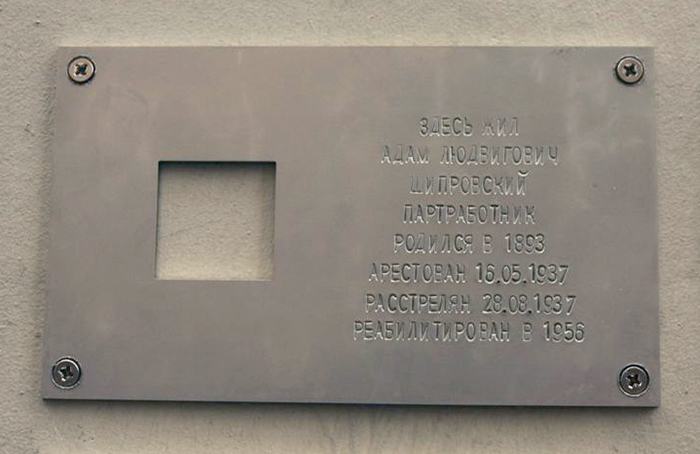 ЗДЕСЬ ЖИЛ
АДАМ ЛЮДВИГОВИЧ
ШИПРОВСКИЙ
ПАРТРАБОТНИК
РОДИЛСЯ В 1893
АРЕСТОВАН 16.05.1937
РАССТРЕЛЯН 28.08.1937
РЕАБИЛИТИРОВАН В 1956